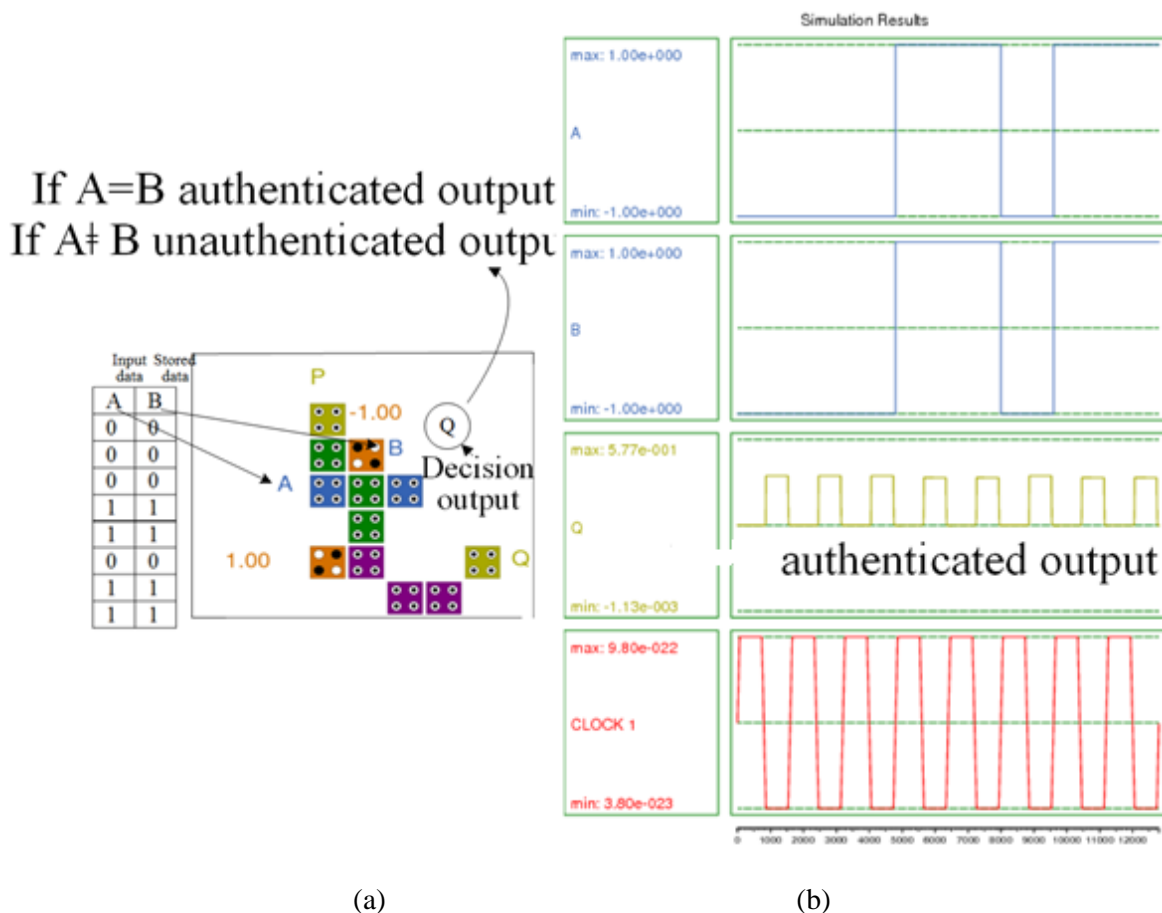 If A=B authenticated output
If A‡ B unauthenticated outpu
Input Stored
data data
A B
0 0
0 0
0 0
1 1
1 1
0 0
1 1
1 1
P
-1.00
B
A
1.00
Q
Decision
output
Q
(a)
Simulation Results
max: 1.00e+000
A
min: -1.00e+000
max: 1.00e+000
B
min: -1.00e+000
max: 5.77e-001
Q
min: -1.13e-003
authenticated output
max: 9.80e-022
CLOCK 1
min: 3.80e-023
0 1000 2000 3000 4000 5000 6000 7000 8000 9000 10000 11000 12000
(b)